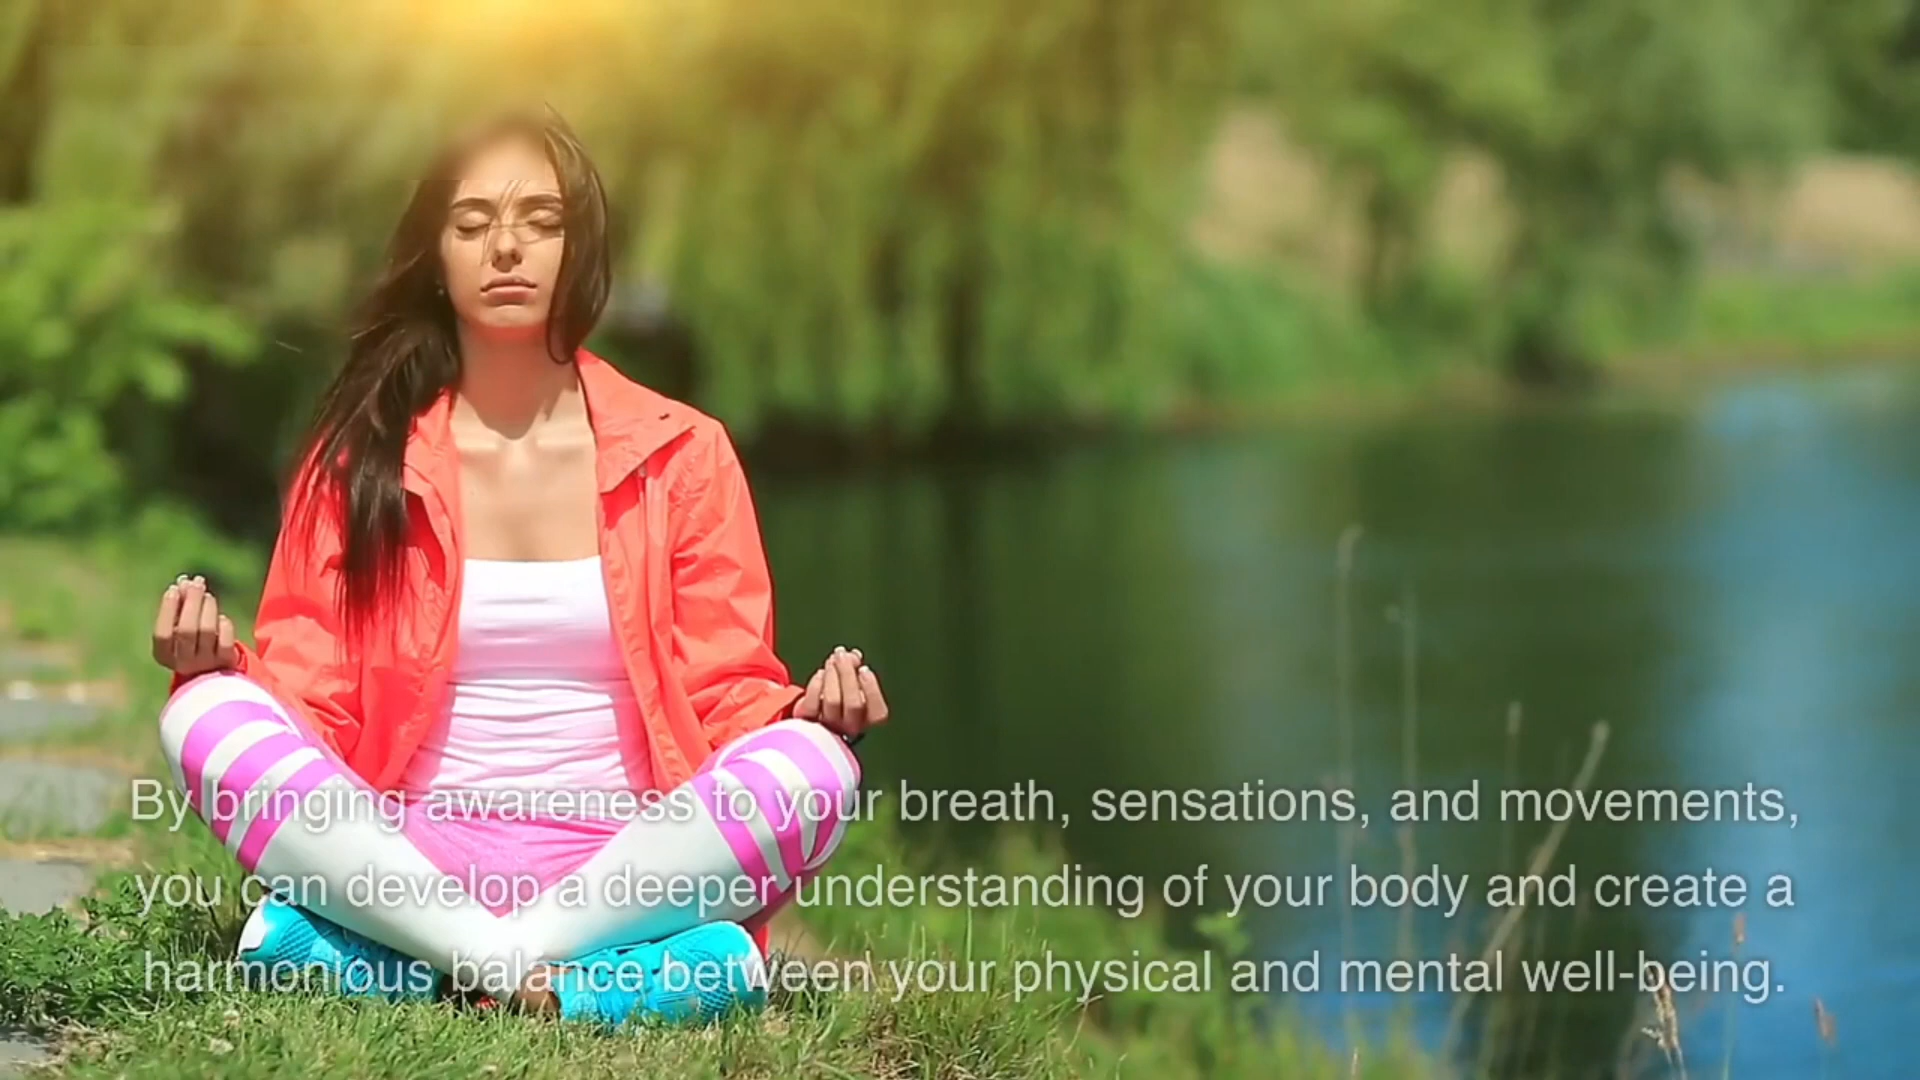 By bringing awareness to your breath, sensations, and movements,
you can develop a deeper understanding of your body and create a
harmonious balance between your physical and mental well-being.